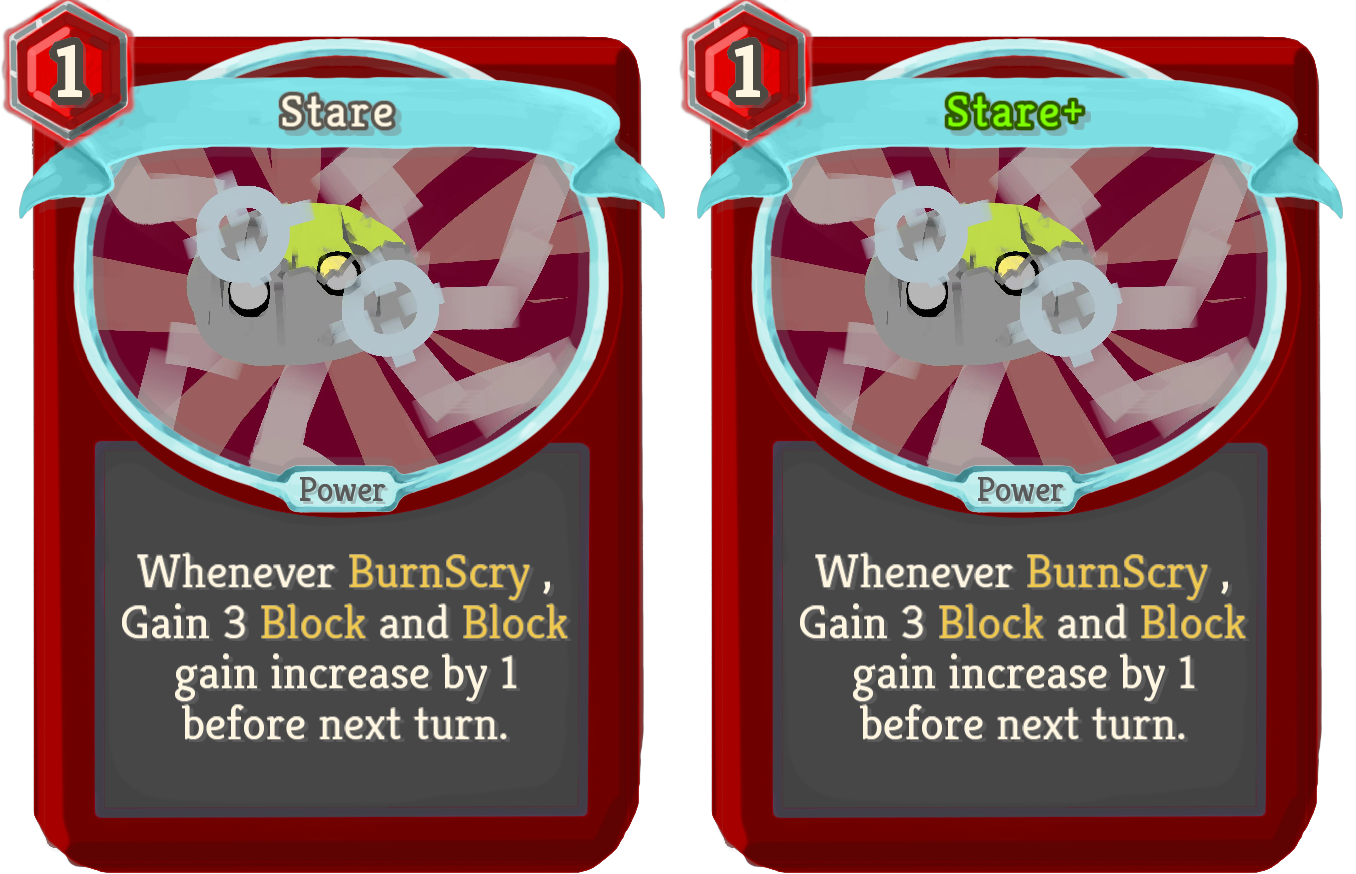 1
Stare
Power
Whenever BurnScry ,
Gain 3 Block and Block
gain increase by 1
before next turn.
1
Stare+
Power
Whenever BurnScry ,
Gain 3 Block and Block
gain increase by 1
before next turn.